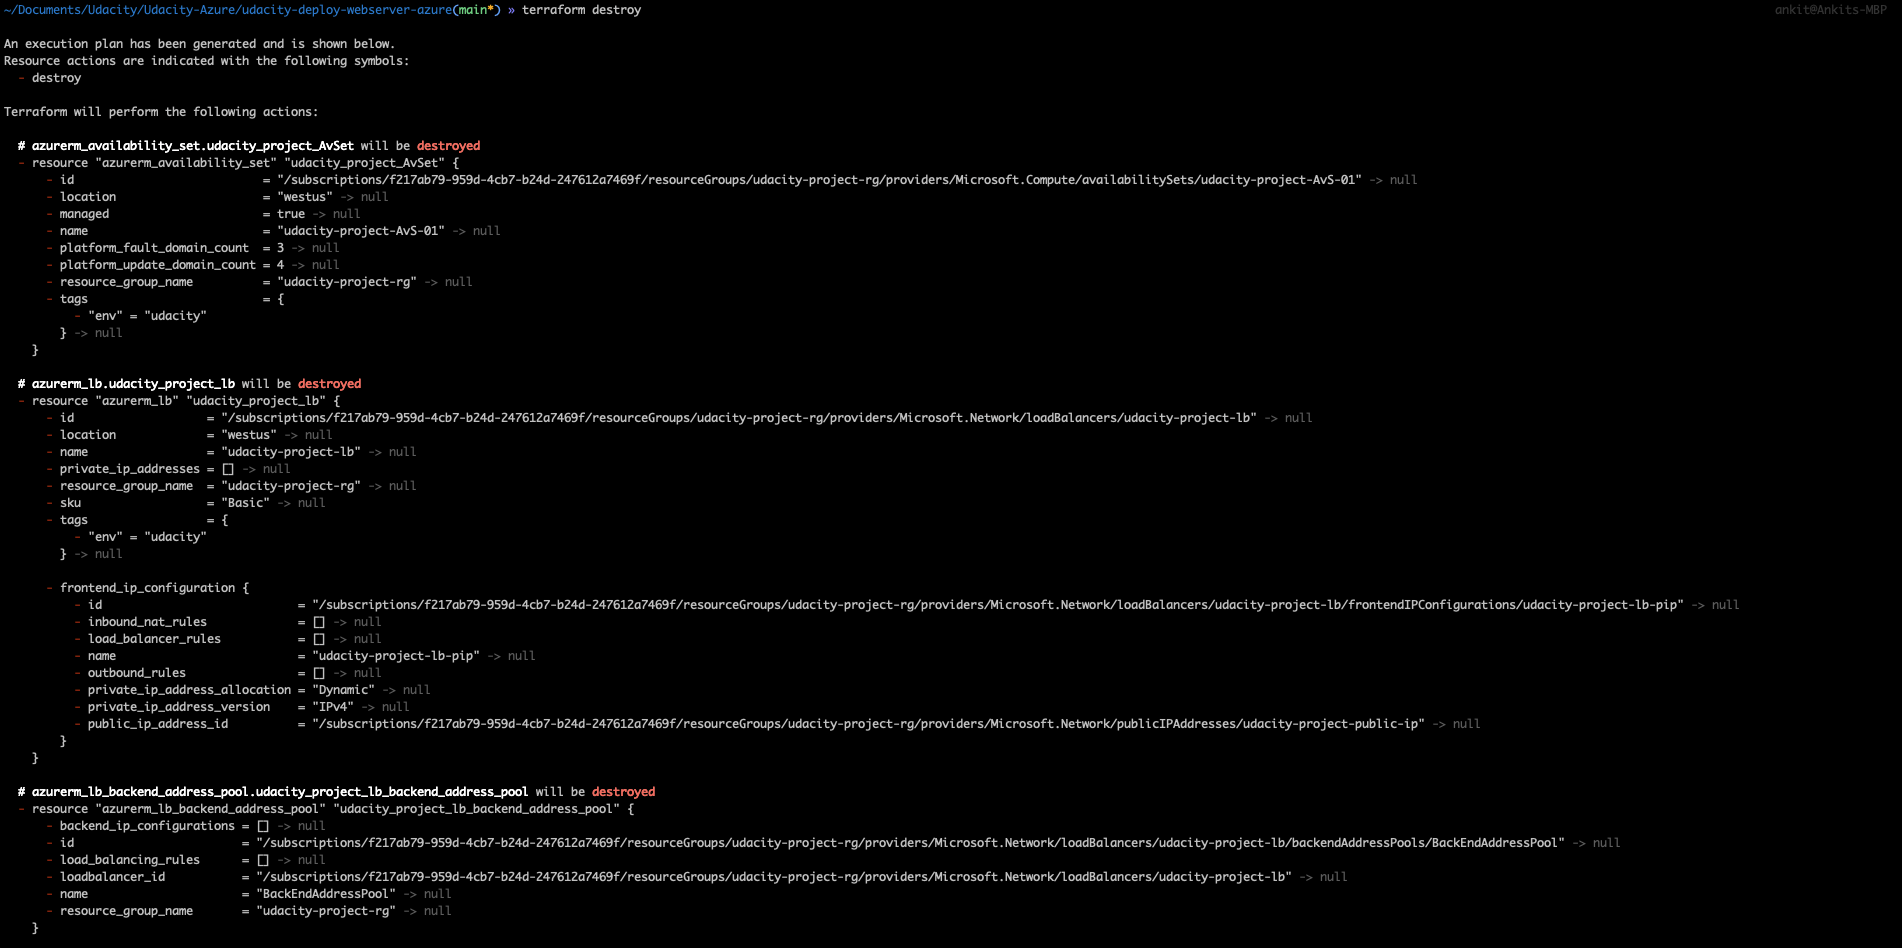 ~/Documents/Udacity/Udacity-Azure/udacity-deploy-webserver-azure(main*) » terraform destroy ankit@Ankits-MBP
An execution plan has been generated and is shown below.
Resource actions are indicated with the following symbols:
  - destroy
Terraform will perform the following actions:
  # azurerm_availability_set.udacity_project_AvSet will be destroyed
  - resource "azurerm_availability_set" "udacity_project_AvSet" {
      - id                           = "/subscriptions/f217ab79-959d-4cb7-b24d-247612a7469f/resourceGroups/udacity-project-rg/providers/Microsoft.Compute/availabilitySets/udacity-project-AvS-01" -> null
      - location                     = "westus" -> null
      - managed                      = true -> null
      - name                         = "udacity-project-AvS-01" -> null
      - platform_fault_domain_count  = 3 -> null
      - platform_update_domain_count = 4 -> null
      - resource_group_name          = "udacity-project-rg" -> null
      - tags                         = {
          - "env" = "udacity"
        } -> null
    }
  # azurerm_lb.udacity_project_lb will be destroyed
  - resource "azurerm_lb" "udacity_project_lb" {
      - id                   = "/subscriptions/f217ab79-959d-4cb7-b24d-247612a7469f/resourceGroups/udacity-project-rg/providers/Microsoft.Network/loadBalancers/udacity-project-lb" -> null
      - location             = "westus" -> null
      - name                 = "udacity-project-lb" -> null
      - private_ip_addresses = [] -> null
      - resource_group_name  = "udacity-project-rg" -> null
      - sku                  = "Basic" -> null
      - tags                 = {
          - "env" = "udacity"
        } -> null
      - frontend_ip_configuration {
          - id                            = "/subscriptions/f217ab79-959d-4cb7-b24d-247612a7469f/resourceGroups/udacity-project-rg/providers/Microsoft.Network/loadBalancers/udacity-project-lb/frontendIPConfigurations/udacity-project-lb-pip" -> null
          - inbound_nat_rules             = [] -> null
          - load_balancer_rules           = [] -> null
          - name                          = "udacity-project-lb-pip" -> null
          - outbound_rules                = [] -> null
          - private_ip_address_allocation = "Dynamic" -> null
          - private_ip_address_version    = "IPv4" -> null
          - public_ip_address_id          = "/subscriptions/f217ab79-959d-4cb7-b24d-247612a7469f/resourceGroups/udacity-project-rg/providers/Microsoft.Network/publicIPAddresses/udacity-project-public-ip" -> null
        }
    }
  # azurerm_lb_backend_address_pool.udacity_project_lb_backend_address_pool will be destroyed
  - resource "azurerm_lb_backend_address_pool" "udacity_project_lb_backend_address_pool" {
      - backend_ip_configurations = [] -> null
      - id                        = "/subscriptions/f217ab79-959d-4cb7-b24d-247612a7469f/resourceGroups/udacity-project-rg/providers/Microsoft.Network/loadBalancers/udacity-project-lb/backendAddressPools/BackEndAddressPool" -> null
      - load_balancing_rules      = [] -> null
      - loadbalancer_id           = "/subscriptions/f217ab79-959d-4cb7-b24d-247612a7469f/resourceGroups/udacity-project-rg/providers/Microsoft.Network/loadBalancers/udacity-project-lb" -> null
      - name                      = "BackEndAddressPool" -> null
      - resource_group_name       = "udacity-project-rg" -> null
    }